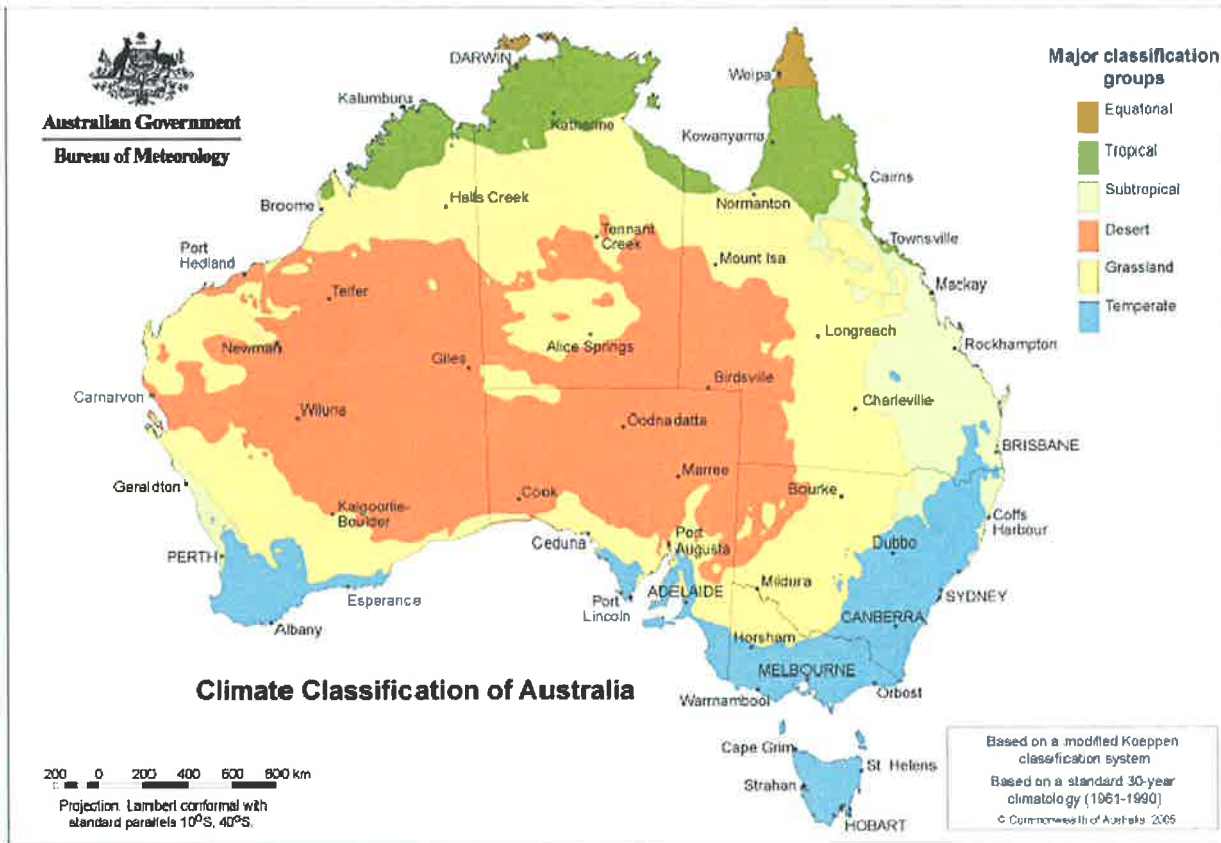 Australian Government
Bureau of Meteorology
Climate Classification of Australia
Major classification
groups
Equatorial
Tropical
Subtropical
Desert
Grassland
Temperate
DARWIN
Weipa
Kalumburu
Katherine
Kowanyama
Cairns
Halls Creek
Broome
Normanton
Tennant
Creek
Townsville
Port
Hedland
Mount Isa
Telfer
Mackay
Longreach
Newman
Alice Springs
Rockhampton
Giles
Birdsville
Carnarvon
Wiluna
Charleville
Oodnadatta
BRISBANE
Marree
Geraldton
Bourke
Cook
Kalgoorlie-
Boulder
Coffs
Harbour
Ceduna
Port
Augusta
Dubbo
PERTH
Mildura
Esperance
Port
Lincoln
ADELAIDE
SYDNEY
CANBERRA
Albany
Horsham
MELBOURNE
Warrnambool
Orbost
Cape Grim
St Helens
Strahan
HOBART
200 0 200 400 600 800 km
Projection: Lambert conformal with
standard parallels 10°S, 40°S.
Based on a modified Koeppen
classification system
Based on a standard 30-year
climatology (1961-1990)
© Commonwealth of Australia, 2005